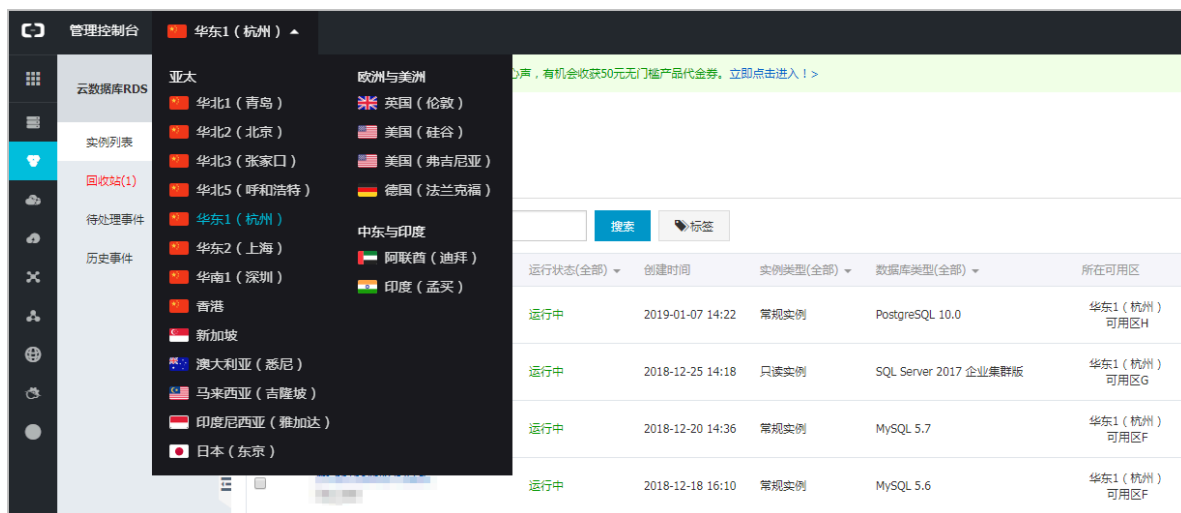 管理控制台
华东1（杭州）
云数据库RDS
实例列表
回收站(1)
待处理事件
历史事件
亚太
华北1（青岛）
华北2（北京）
华北3（张家口）
华北5（呼和浩特）
华东1（杭州）
华东2（上海）
华南1（深圳）
香港
新加坡
澳大利亚（悉尼）
马来西亚（吉隆坡）
印度尼西亚（雅加达）
日本（东京）
欧洲与美洲
英国（伦敦）
美国（硅谷）
美国（弗吉尼亚）
德国（法兰克福）
中东与印度
阿联酋（迪拜）
印度（孟买）
声，有机会收获50元无门槛产品代金券。立即点击进入！>
搜索 标签
运行状态(全部) 创建时间 实例类型(全部) 数据库类型(全部) 所在可用区
运行中 2019-01-07 14:22 常规实例 PostgreSQL 10.0 华东1（杭州）
可用区H
运行中 2018-12-25 14:18 只读实例 SQL Server 2017 企业集群版 华东1（杭州）
可用区G
运行中 2018-12-20 14:36 常规实例 MySQL 5.7 华东1（杭州）
可用区F
运行中 2018-12-18 16:10 常规实例 MySQL 5.6 华东1（杭州）
可用区F